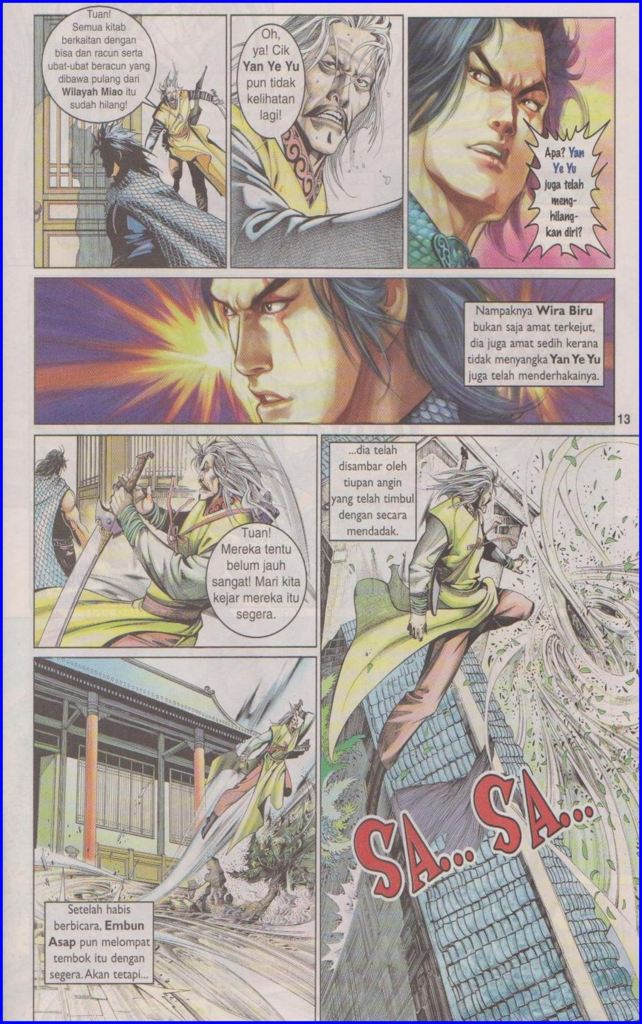 Tuan!
Semua kitab
berkaitan dengan
bisa dan racun serta
ubat-ubat beracun yang
dibawa pulang dari
Wilayah Miao itu
sudah hilang!
Oh,
ya! Cik
Yan Ye Yu
pun tidak
kelihatan
lagi!
Apa? Yan
Ye Yu
juga telah
meng-
hilang-
kan diri?
Nampaknya Wira Biru
bukan saja amat terkejut,
dia juga amat sedih kerana
tidak menyangka Yan Ye Yu
juga telah menderhakainya.
13
Tuan!
Mereka tentu
belum jauh
sangat! Mari kita
kejar mereka itu
segera.
Setelah habis
berbicara, Embun
Asap pun melompat
tembok itu dengan
segera. Akan tetapi...
...dia telah
disambar oleh
tiupan angin
yang telah timbul
dengan secara
mendadak.
SA... SA...